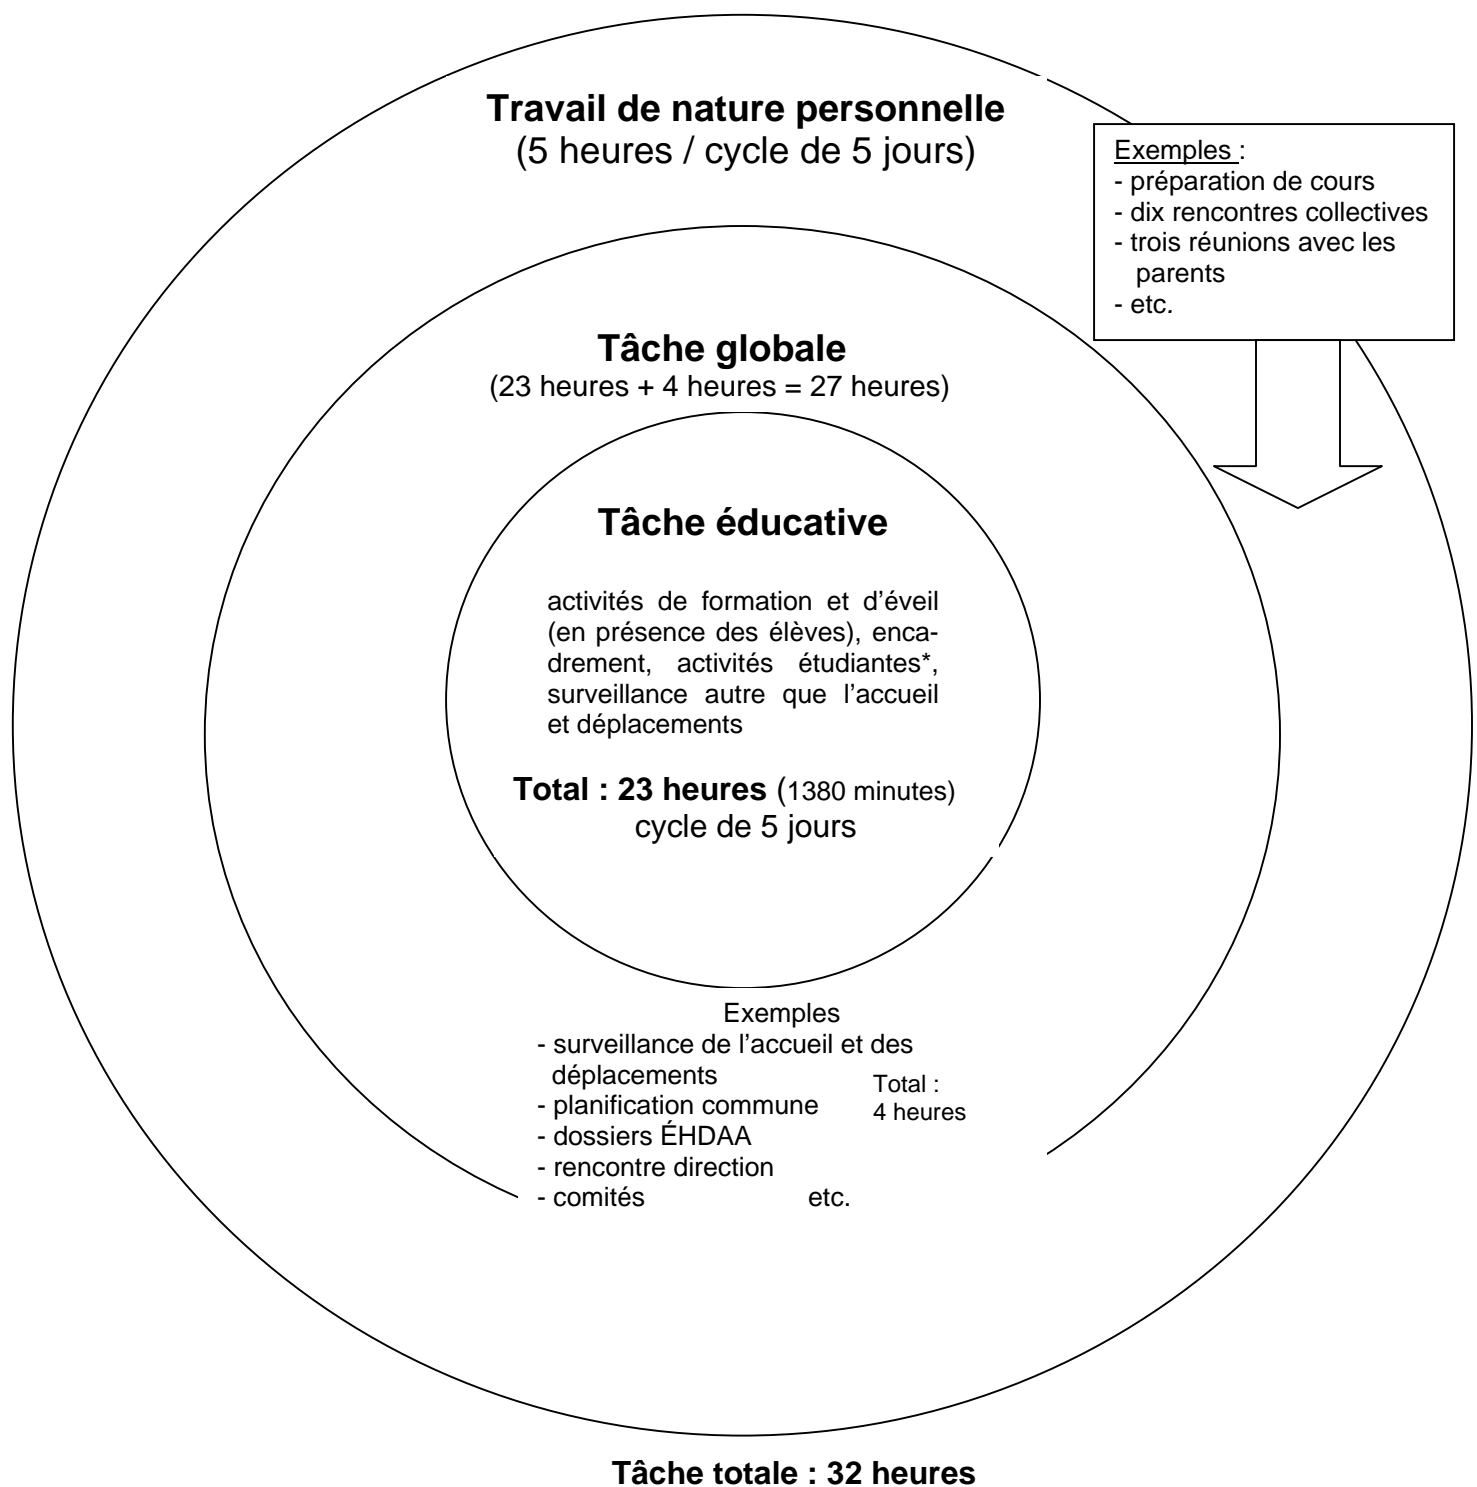 Travail de nature personnelle
(5 heures / cycle de 5 jours)
Exemples :
- préparation de cours
- dix rencontres collectives
- trois réunions avec les
parents
- etc.
Tâche globale
(23 heures + 4 heures = 27 heures)
Tâche éducative
activités de formation et d’éveil
(en présence des élèves), enca-
drement, activités étudiantes*,
surveillance autre que l’accueil
et déplacements
Total : 23 heures (1380 minutes)
cycle de 5 jours
Exemples
- surveillance de l’accueil et des
déplacements
- planification commune
- dossiers ÉHDAA
- rencontre direction
- comités etc.
Total :
4 heures
Tâche totale : 32 heures